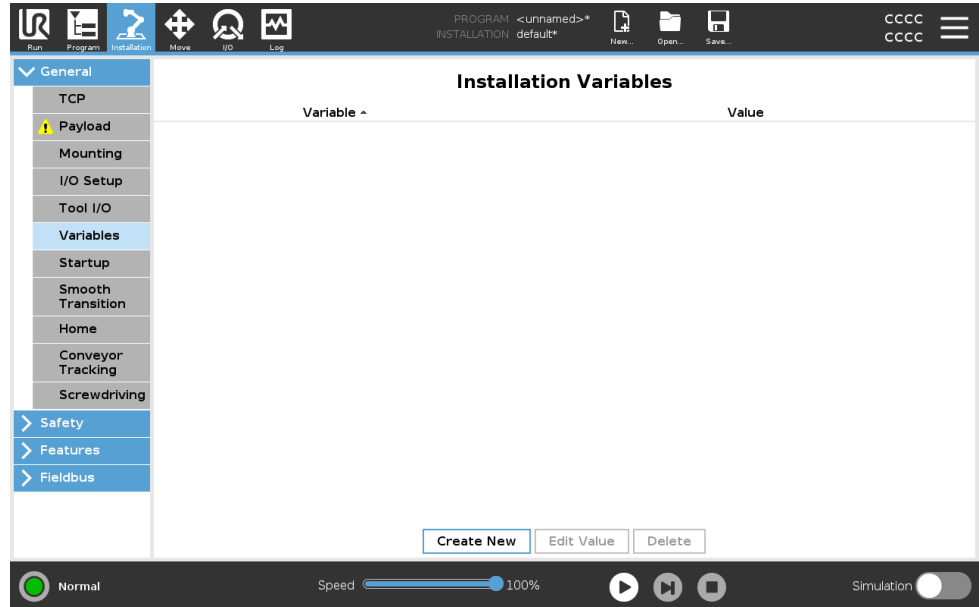 UR
Run
Program
Installation
Move
I/O
Log
PROGRAM <unnamed>*
INSTALLATION default*
New...
Open...
Save...
CCCC
CCCC
General
TCP
Payload
Mounting
I/O Setup
Tool I/O
Variables
Startup
Smooth
Transition
Home
Conveyor
Tracking
Screwdriving
Safety
Features
Fieldbus
Installation Variables
Variable
Value
Create New
Edit Value
Delete
Normal
Speed
100%
Simulation